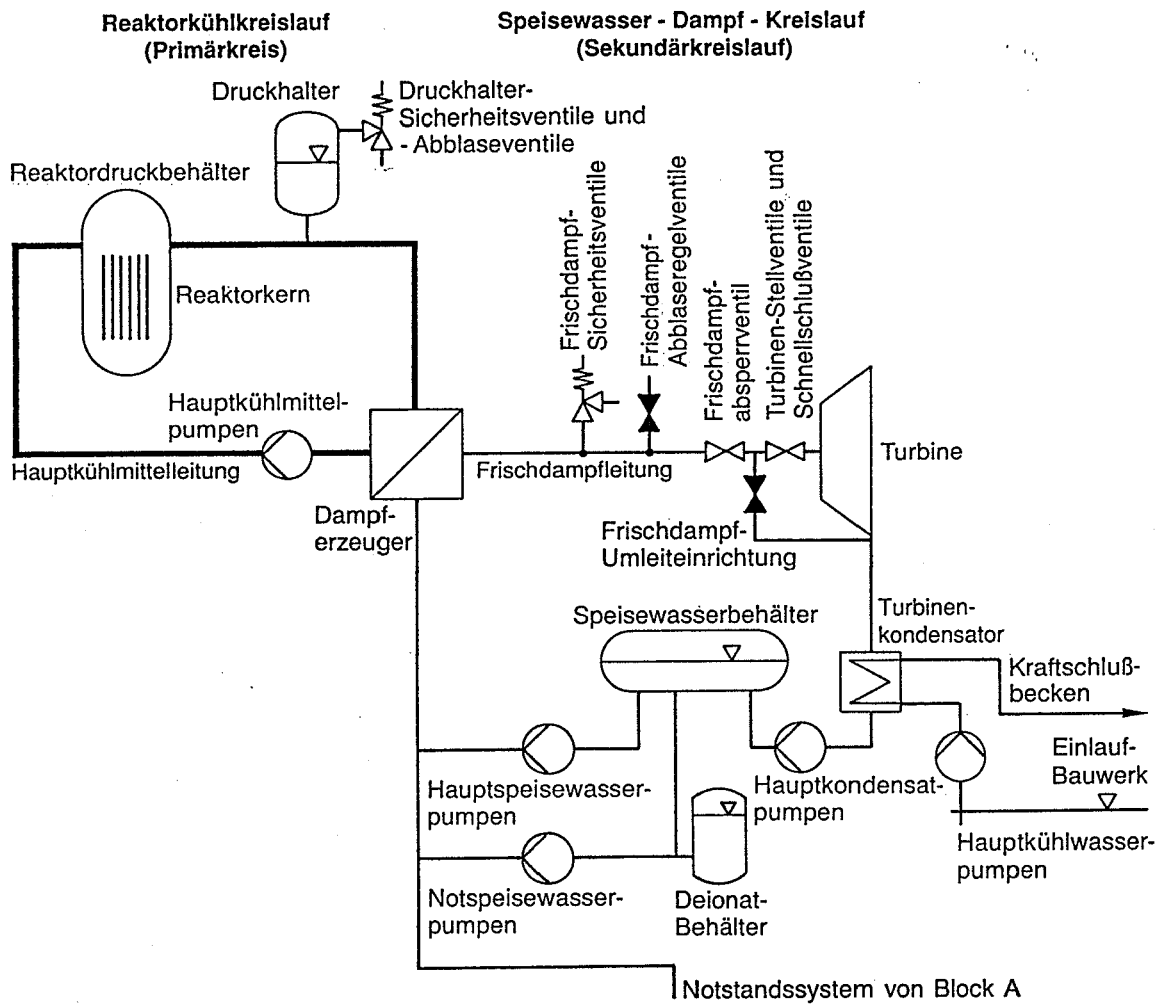 Reaktorkühlkreislauf
(Primärkreis)
Speisewasser - Dampf - Kreislauf
(Sekundärkreislauf)
Druckhalter
Druckhalter-
Sicherheitsventile und
- Abblaseventile
Reaktordruckbehälter
Reaktorkern
Hauptkühlmittel-
pumpen
Hauptkühlmittelleitung
Dampf-
erzeuger
Frischdampf-
Sicherheitsventile
Frischdampf-
Abblaseregelventile
Frischdampf-
absperrventil
Turbinen-Stellventile und
Schnellschlußventile
Frischdampfleitung
Turbine
Frischdampf-
Umleiteinrichtung
Speisewasserbehälter
Turbinen-
kondensator
Kraftschluß-
becken
Einlauf-
Bauwerk
Hauptspeisewasser-
pumpen
Hauptkondensat-
pumpen
Hauptkühlwasser-
pumpen
Notspeisewasser-
pumpen
Deionat-
Behälter
Notstandssystem von Block A